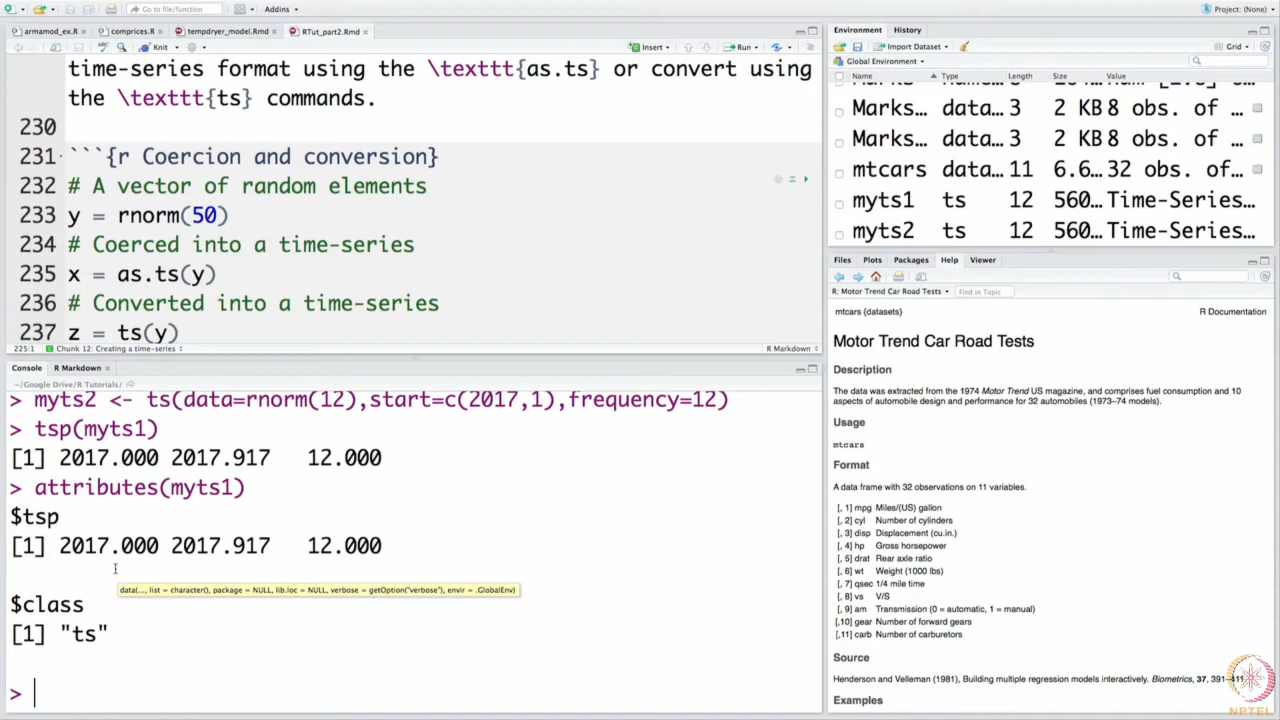 Go to file/function
Addins
Project: (None)
armamod_ex.R
comprices.R
tempdryer_model.Rmd
RTut_part2.Rmd
ABC
Knit
Insert
Run
time-series format using the \texttt{as.ts} or convert using
the \texttt{ts} commands.
230
231 ```{r Coercion and conversion}
232 # A vector of random elements
233 y = rnorm(50)
234 # Coerced into a time-series
235 x = as.ts(y)
236 # Converted into a time-series
237 z = ts(y)
225:1 Chunk 12: Creating a time-series R Markdown
Console R Markdown
~/Google Drive/R Tutorials/
> myts2 <- ts(data=rnorm(12),start=c(2017,1),frequency=12)
> tsp(myts1)
[1] 2017.000 2017.917 12.000
> attributes(myts1)
$tsp
[1] 2017.000 2017.917 12.000
data(..., list = character(), package = NULL, lib.loc = NULL, verbose = getOption("verbose"), envir = .GlobalEnv)
$class
[1] "ts"
>
Environment History
Import Dataset
Grid
Global Environment
Name Type Length Size Value
Marks... data... 3 2 KB 8 obs. of ...
Marks... data... 3 2 KB 8 obs. of ...
mtcars data... 11 6.6... 32 obs. of ...
myts1 ts 12 560... Time-Series...
myts2 ts 12 560... Time-Series...
Files Plots Packages Help Viewer
R: Motor Trend Car Road Tests Find in Topic
mtcars {datasets} R Documentation
Motor Trend Car Road Tests
Description
The data was extracted from the 1974 Motor Trend US magazine, and comprises fuel consumption and 10
aspects of automobile design and performance for 32 automobiles (1973–74 models).
Usage
mtcars
Format
A data frame with 32 observations on 11 variables.
[, 1] mpg Miles/(US) gallon
[, 2] cyl Number of cylinders
[, 3] disp Displacement (cu.in.)
[, 4] hp Gross horsepower
[, 5] drat Rear axle ratio
[, 6] wt Weight (1000 lbs)
[, 7] qsec 1/4 mile time
[, 8] vs V/S
[, 9] am Transmission (0 = automatic, 1 = manual)
[,10] gear Number of forward gears
[,11] carb Number of carburetors
Source
Henderson and Velleman (1981), Building multiple regression models interactively. Biometrics, 37, 391–411.
Examples
NPTEL